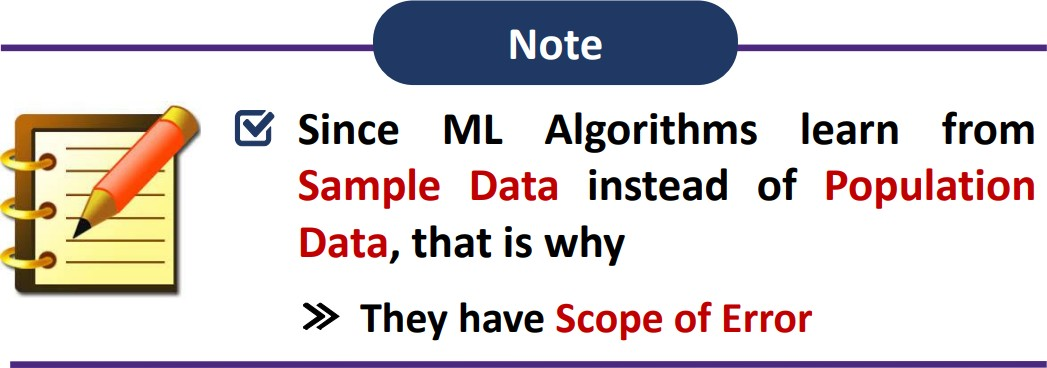 Note
Since ML Algorithms learn from
Sample Data instead of Population
Data, that is why
They have Scope of Error